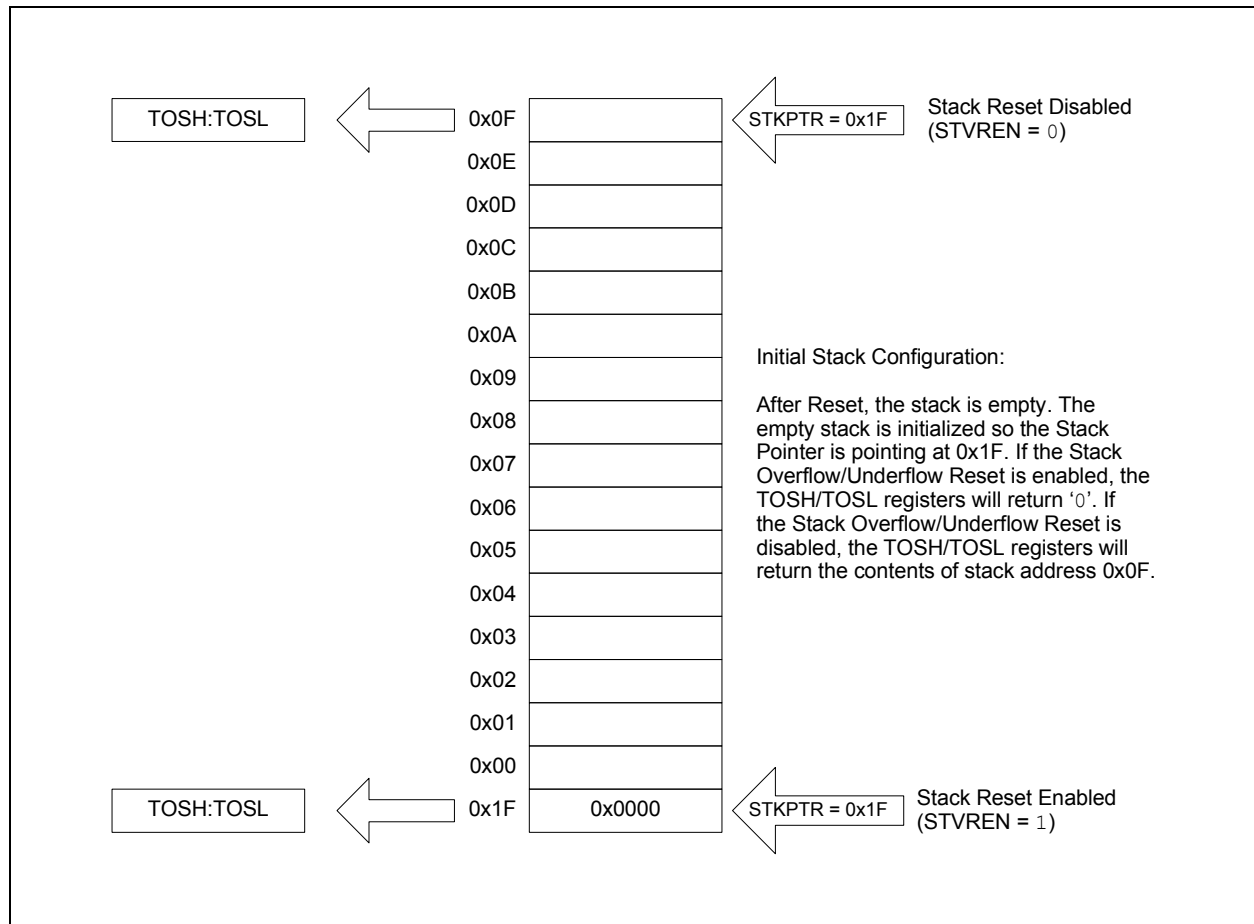 TOSH:TOSL
0x0F
STKPTR = 0x1F
Stack Reset Disabled
(STVREN = 0)
0x0E
0x0D
0x0C
0x0B
0x0A
0x09
0x08
0x07
0x06
0x05
0x04
0x03
0x02
0x01
0x00
Initial Stack Configuration:
After Reset, the stack is empty. The
empty stack is initialized so the Stack
Pointer is pointing at 0x1F. If the Stack
Overflow/Underflow Reset is enabled, the
TOSH/TOSL registers will return ‘0’. If
the Stack Overflow/Underflow Reset is
disabled, the TOSH/TOSL registers will
return the contents of stack address 0x0F.
TOSH:TOSL
0x1F
0x0000
STKPTR = 0x1F
Stack Reset Enabled
(STVREN = 1)